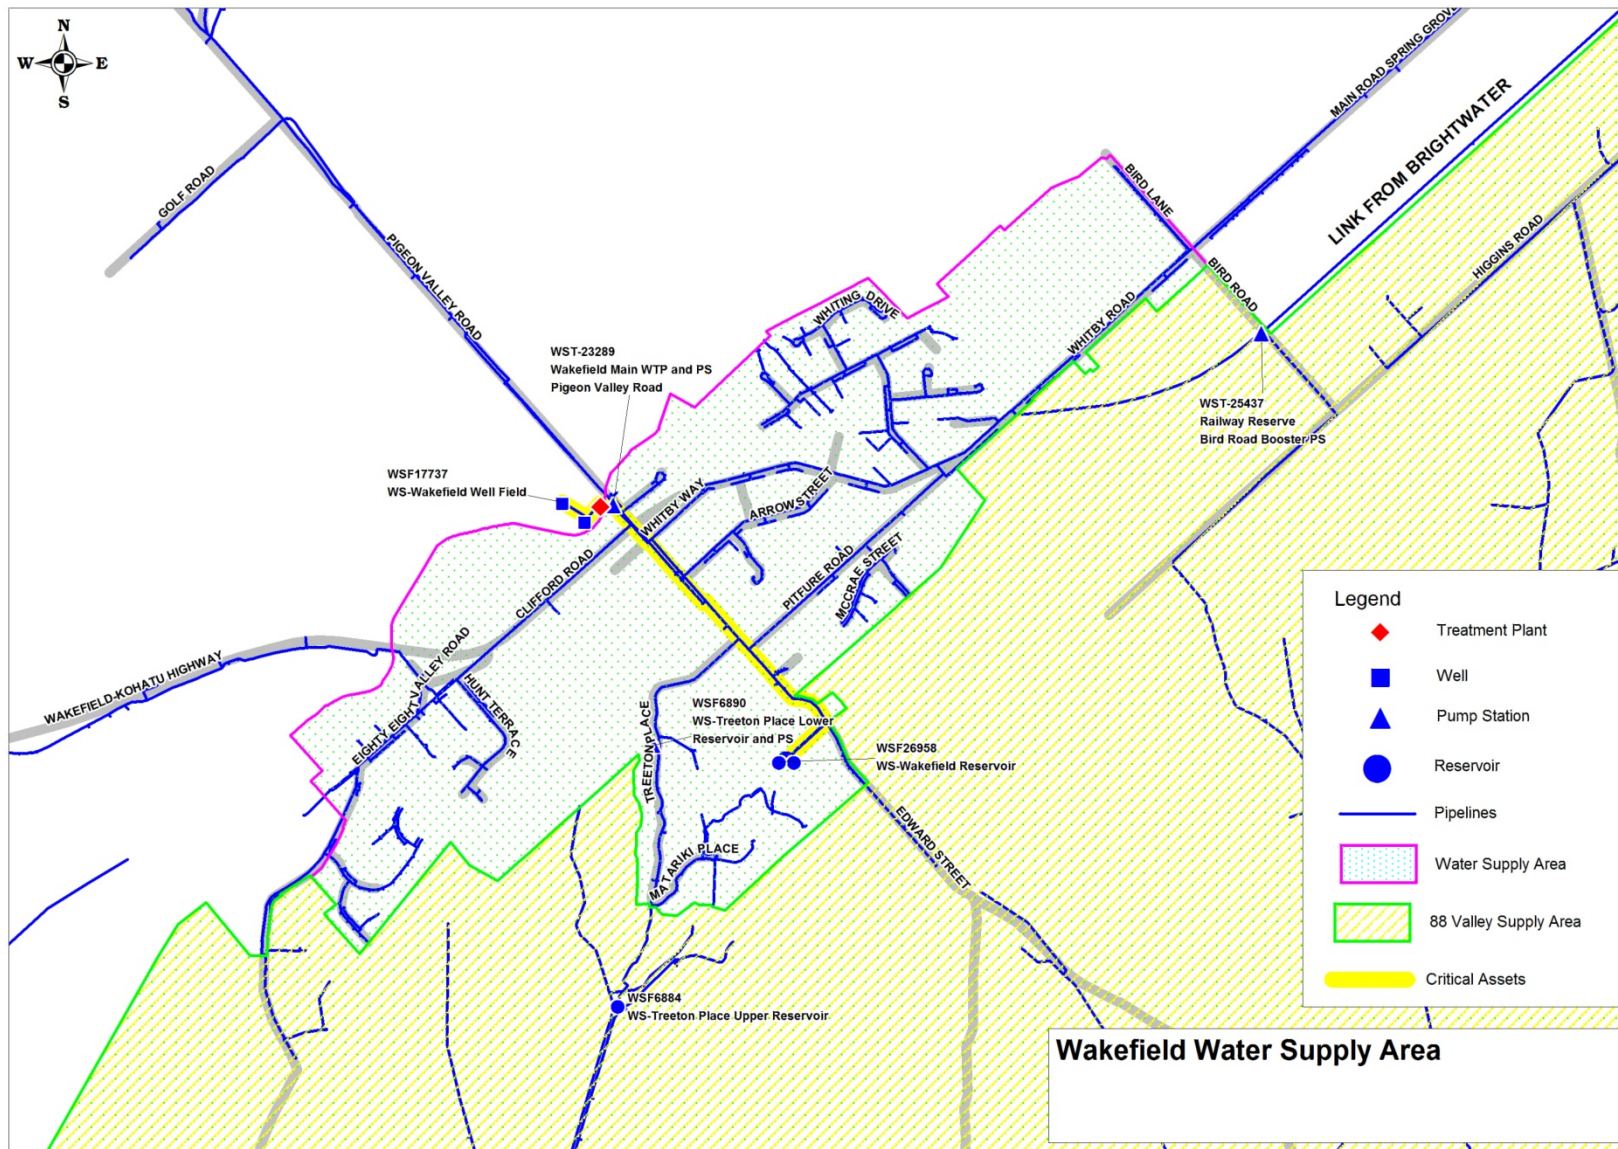 N
W E
S
MAIN ROAD SPRING GROVE
LINK FROM BRIGHTWATER
GOLF ROAD
BIRD LANE
PIGEON VALLEY ROAD
BIRD ROAD
HIGGINS ROAD
WHITING DRIVE
WHITBY ROAD
WST-23289
Wakefield Main WTP and PS
Pigeon Valley Road
WST-25437
Railway Reserve
Bird Road Booster PS
WSF17737
WS-Wakefield Well Field
WHITBY WAY
ARROW STREET
CLIFFORD ROAD
PITFURE ROAD
MCCRAE STREET
WAKEFIELD-KOHATU HIGHWAY
EIGHTY EIGHT VALLEY ROAD
HUNT TERRACE
TREETON PLACE
WSF6890
WS-Treeton Place Lower
Reservoir and PS
WSF26958
WS-Wakefield Reservoir
MATARIKI PLACE
EDWARD STREET
WSF6884
WS-Treeton Place Upper Reservoir
Legend
Treatment Plant
Well
Pump Station
Reservoir
Pipelines
Water Supply Area
88 Valley Supply Area
Critical Assets
Wakefield Water Supply Area